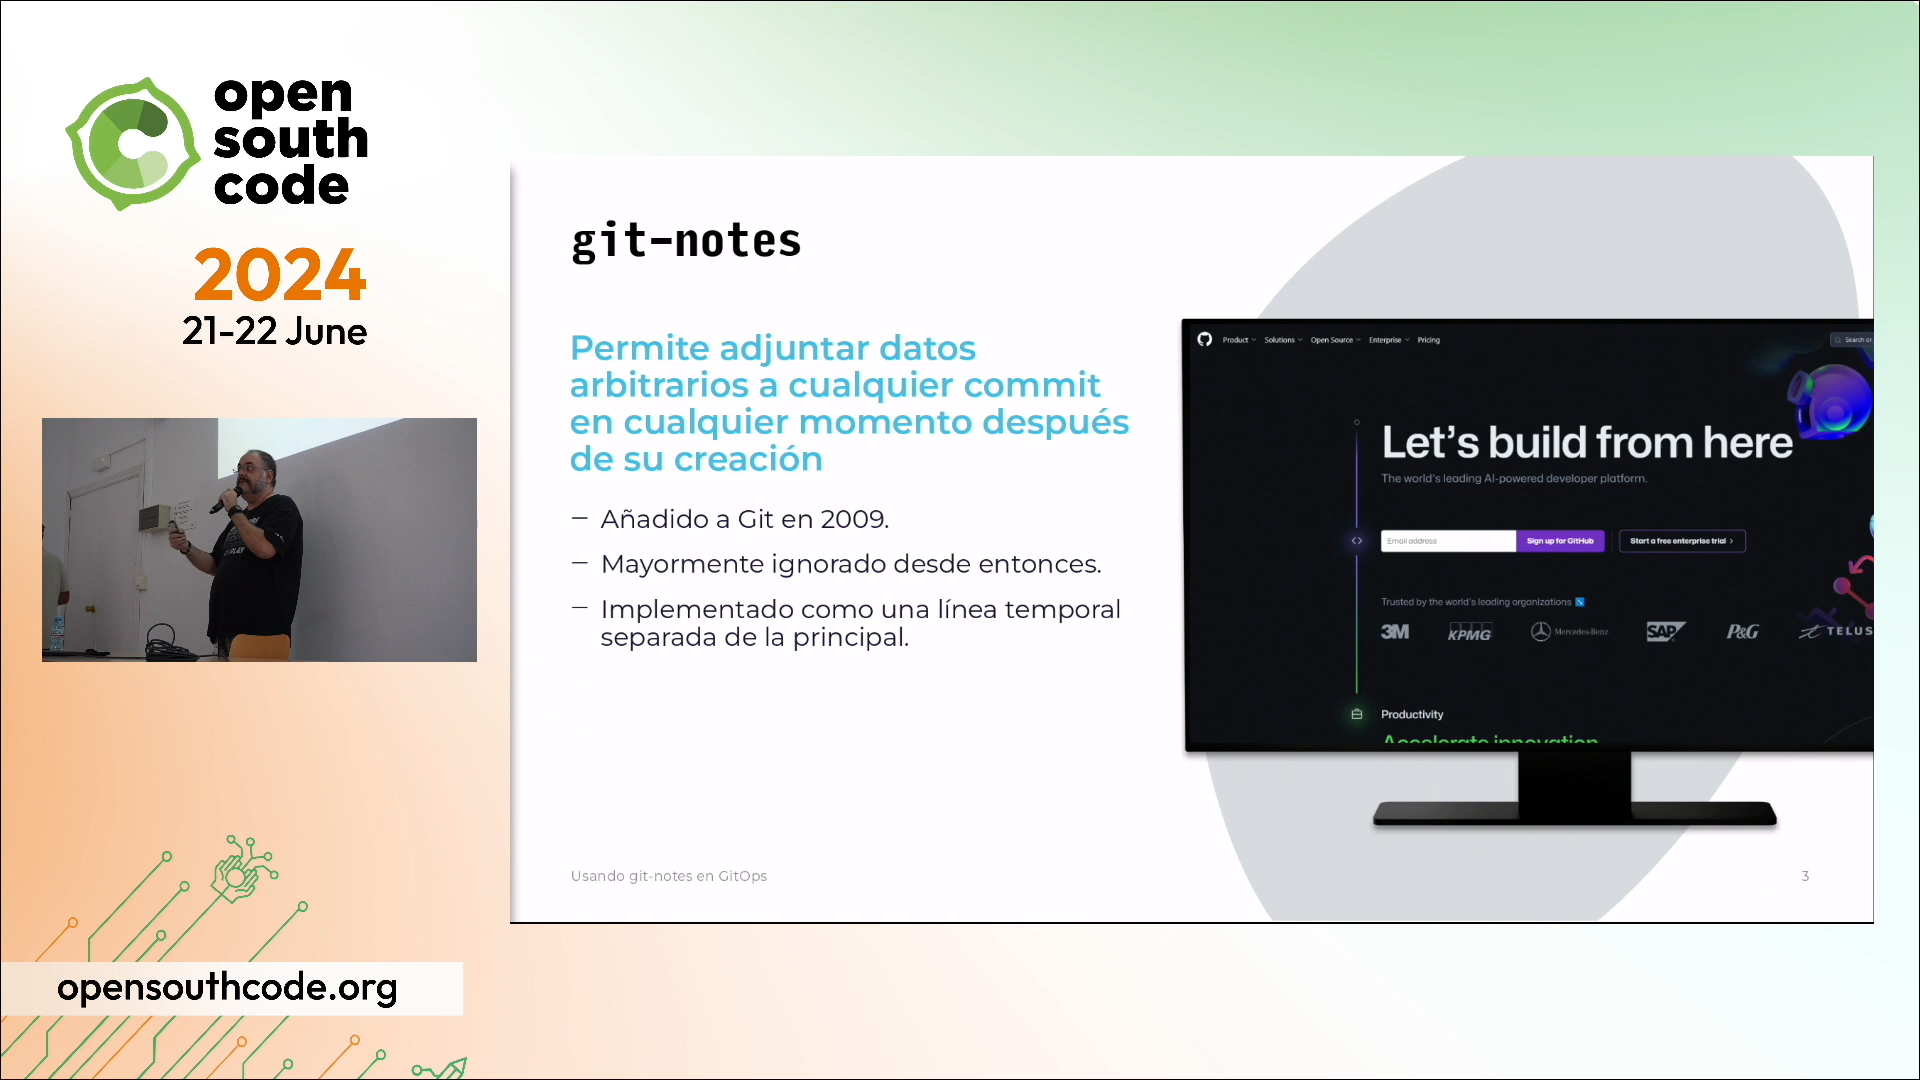 open
south
code
2024
21-22 June
opensouthcode.org
git-notes
Permite adjuntar datos
arbitrarios a cualquier commit
en cualquier momento después
de su creación
— Añadido a Git en 2009.
— Mayormente ignorado desde entonces.
— Implementado como una línea temporal
separada de la principal.
Usando git-notes en GitOps
3
Product Solutions Open Source Enterprise Pricing
Search or
Let's build from here
The world's leading AI-powered developer platform.
Email address
Sign up for GitHub
Start a free enterprise trial
Trusted by the world's leading organizations
3M KPMG Mercedes-Benz SAP P&G TELUS
Productivity
Accelerate innovation